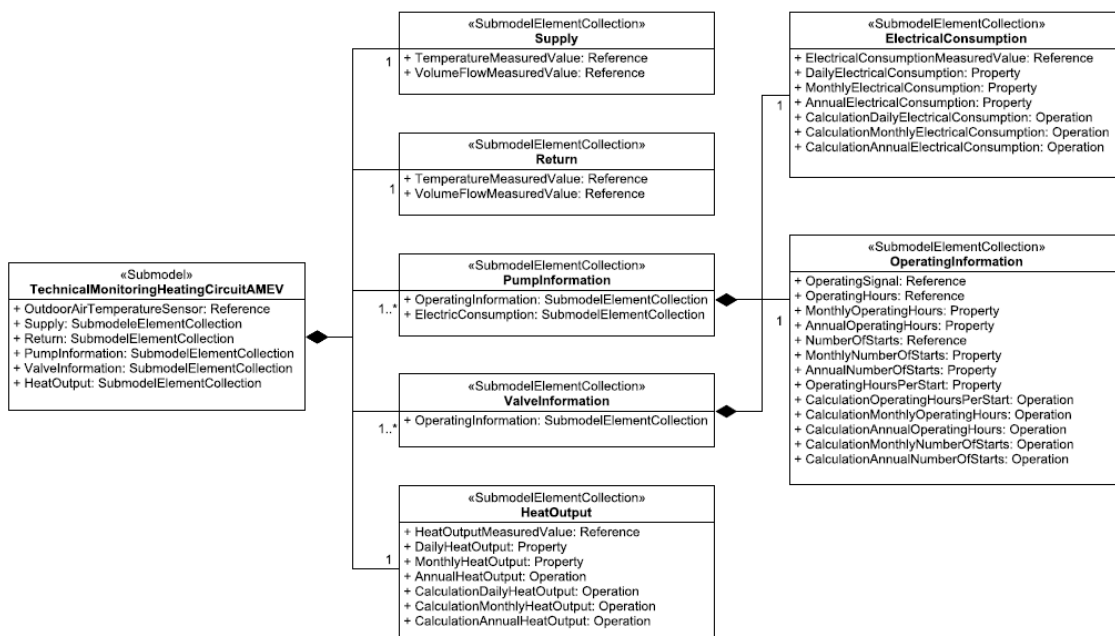 «Submodel»
TechnicalMonitoringHeatingCircuitAMEV
+ OutdoorAirTemperatureSensor: Reference
+ Supply: SubmodeleElementCollection
+ Return: SubmodelElementCollection
+ PumpInformation: SubmodelElementCollection
+ ValveInformation: SubmodelElementCollection
+ HeatOutput: SubmodelElementCollection
«SubmodelElementCollection»
Supply
+ TemperatureMeasuredValue: Reference
+ VolumeFlowMeasuredValue: Reference
1
«SubmodelElementCollection»
Return
+ TemperatureMeasuredValue: Reference
+ VolumeFlowMeasuredValue: Reference
1
«SubmodelElementCollection»
PumpInformation
+ OperatingInformation: SubmodelElementCollection
+ ElectricConsumption: SubmodelElementCollection
1..*
«SubmodelElementCollection»
ValveInformation
+ OperatingInformation: SubmodelElementCollection
1..*
«SubmodelElementCollection»
HeatOutput
+ HeatOutputMeasuredValue: Reference
+ DailyHeatOutput: Property
+ MonthlyHeatOutput: Property
+ AnnualHeatOutput: Operation
+ CalculationDailyHeatOutput: Operation
+ CalculationMonthlyHeatOutput: Operation
+ CalculationAnnualHeatOutput: Operation
1
«SubmodelElementCollection»
ElectricalConsumption
+ ElectricalConsumptionMeasuredValue: Reference
+ DailyElectricalConsumption: Property
+ MonthlyElectricalConsumption: Property
+ AnnualElectricalConsumption: Property
+ CalculationDailyElectricalConsumption: Operation
+ CalculationMonthlyElectricalConsumption: Operation
+ CalculationAnnualElectricalConsumption: Operation
1
«SubmodelElementCollection»
OperatingInformation
+ OperatingSignal: Reference
+ OperatingHours: Reference
+ MonthlyOperatingHours: Property
+ AnnualOperatingHours: Property
+ NumberOfStarts: Reference
+ MonthlyNumberOfStarts: Property
+ AnnualNumberOfStarts: Property
+ OperatingHoursPerStart: Property
+ CalculationOperatingHoursPerStart: Operation
+ CalculationMonthlyOperatingHours: Operation
+ CalculationAnnualOperatingHours: Operation
+ CalculationMonthlyNumberOfStarts: Operation
+ CalculationAnnualNumberOfStarts: Operation
1